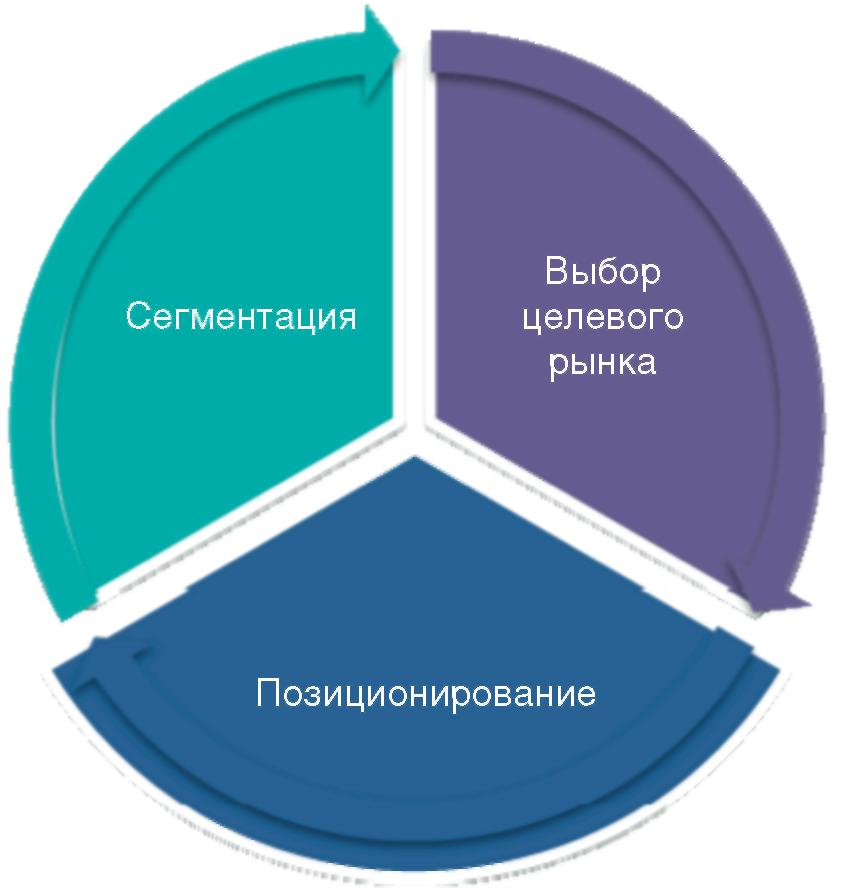 Сегментация
Выбор
целевого
рынка
Позиционирование